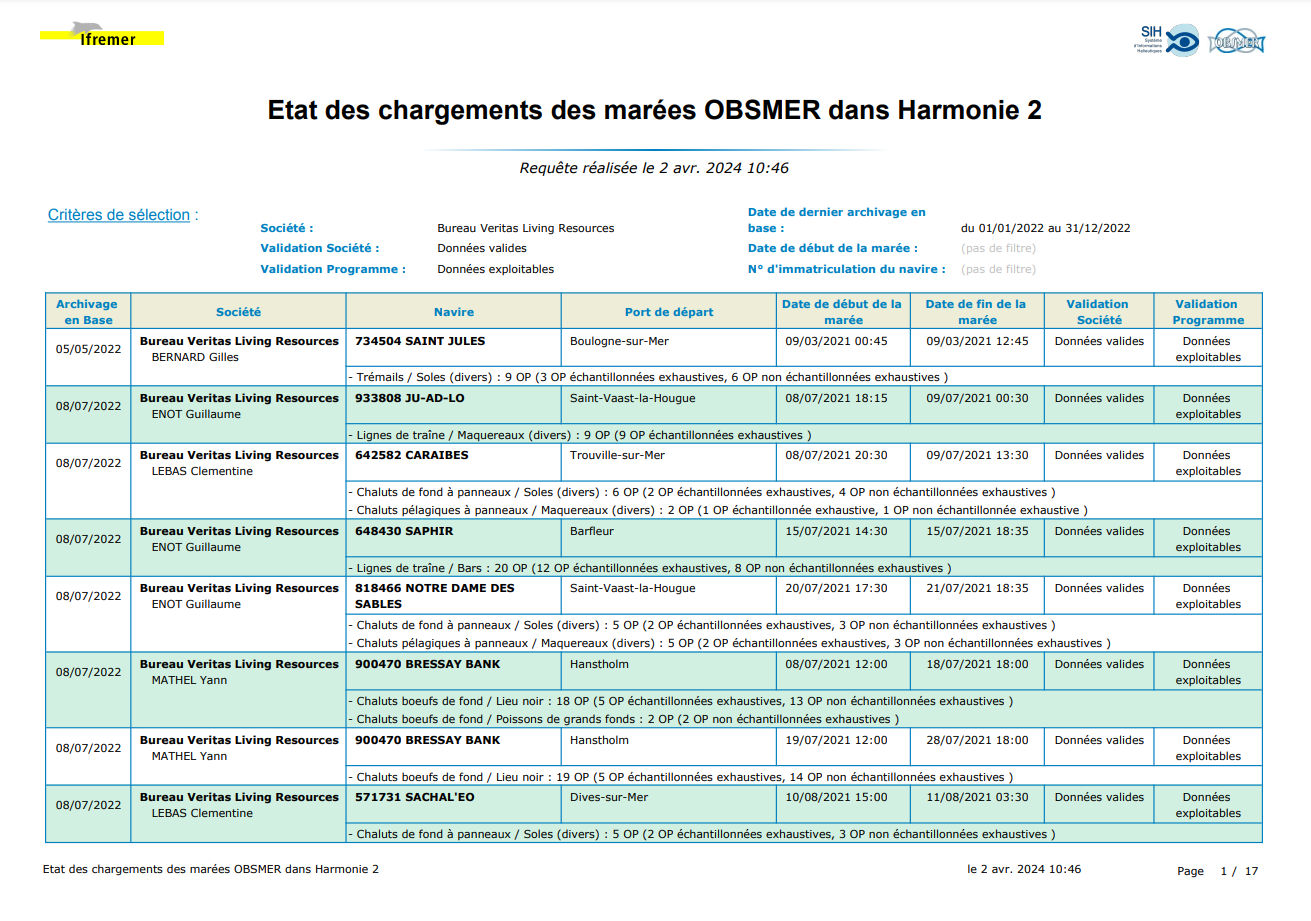 Ifremer
SIH
Système
d'Informations
Halieutiques
OBSMER
Etat des chargements des marées OBSMER dans Harmonie 2
Requête réalisée le 2 avr. 2024 10:46
Critères de sélection :
Société : Bureau Veritas Living Resources
Validation Société : Données valides
Validation Programme : Données exploitables
Date de dernier archivage en
base : du 01/01/2022 au 31/12/2022
Date de début de la marée : (pas de filtre)
N° d'immatriculation du navire : (pas de filtre)
Archivage en Base Société Navire Port de départ Date de début de la marée Date de fin de la marée Validation Société Validation Programme
05/05/2022 Bureau Veritas Living Resources 734504 SAINT JULES Boulogne-sur-Mer 09/03/2021 00:45 09/03/2021 12:45 Données valides Données
BERNARD Gilles exploitables
- Trémails / Soles (divers) : 9 OP (3 OP échantillonnées exhaustives, 6 OP non échantillonnées exhaustives )
08/07/2022 Bureau Veritas Living Resources 933808 JU-AD-LO Saint-Vaast-la-Hougue 08/07/2021 18:15 09/07/2021 00:30 Données valides Données
ENOT Guillaume exploitables
- Lignes de traîne / Maquereaux (divers) : 9 OP (9 OP échantillonnées exhaustives )
08/07/2022 Bureau Veritas Living Resources 642582 CARAIBES Trouville-sur-Mer 08/07/2021 20:30 09/07/2021 13:30 Données valides Données
LEBAS Clementine exploitables
- Chaluts de fond à panneaux / Soles (divers) : 6 OP (2 OP échantillonnées exhaustives, 4 OP non échantillonnées exhaustives )
- Chaluts pélagiques à panneaux / Maquereaux (divers) : 2 OP (1 OP échantillonnée exhaustive, 1 OP non échantillonnée exhaustive )
08/07/2022 Bureau Veritas Living Resources 648430 SAPHIR Barfleur 15/07/2021 14:30 15/07/2021 18:35 Données valides Données
ENOT Guillaume exploitables
- Lignes de traîne / Bars : 20 OP (12 OP échantillonnées exhaustives, 8 OP non échantillonnées exhaustives )
08/07/2022 Bureau Veritas Living Resources 818466 NOTRE DAME DES Saint-Vaast-la-Hougue 20/07/2021 17:30 21/07/2021 18:35 Données valides Données
ENOT Guillaume SABLES exploitables
- Chaluts de fond à panneaux / Soles (divers) : 5 OP (2 OP échantillonnées exhaustives, 3 OP non échantillonnées exhaustives )
- Chaluts pélagiques à panneaux / Maquereaux (divers) : 5 OP (2 OP échantillonnées exhaustives, 3 OP non échantillonnées exhaustives )
08/07/2022 Bureau Veritas Living Resources 900470 BRESSAY BANK Hanstholm 08/07/2021 12:00 18/07/2021 18:00 Données valides Données
MATHEL Yann exploitables
- Chaluts boeufs de fond / Lieu noir : 18 OP (5 OP échantillonnées exhaustives, 13 OP non échantillonnées exhaustives )
- Chaluts boeufs de fond / Poissons de grands fonds : 2 OP (2 OP non échantillonnées exhaustives )
08/07/2022 Bureau Veritas Living Resources 900470 BRESSAY BANK Hanstholm 19/07/2021 12:00 28/07/2021 18:00 Données valides Données
MATHEL Yann exploitables
- Chaluts boeufs de fond / Lieu noir : 19 OP (5 OP échantillonnées exhaustives, 14 OP non échantillonnées exhaustives )
08/07/2022 Bureau Veritas Living Resources 571731 SACHAL'EO Dives-sur-Mer 10/08/2021 15:00 11/08/2021 03:30 Données valides Données
LEBAS Clementine exploitables
- Chaluts de fond à panneaux / Soles (divers) : 5 OP (2 OP échantillonnées exhaustives, 3 OP non échantillonnées exhaustives )
Etat des chargements des marées OBSMER dans Harmonie 2 le 2 avr. 2024 10:46 Page 1 / 17